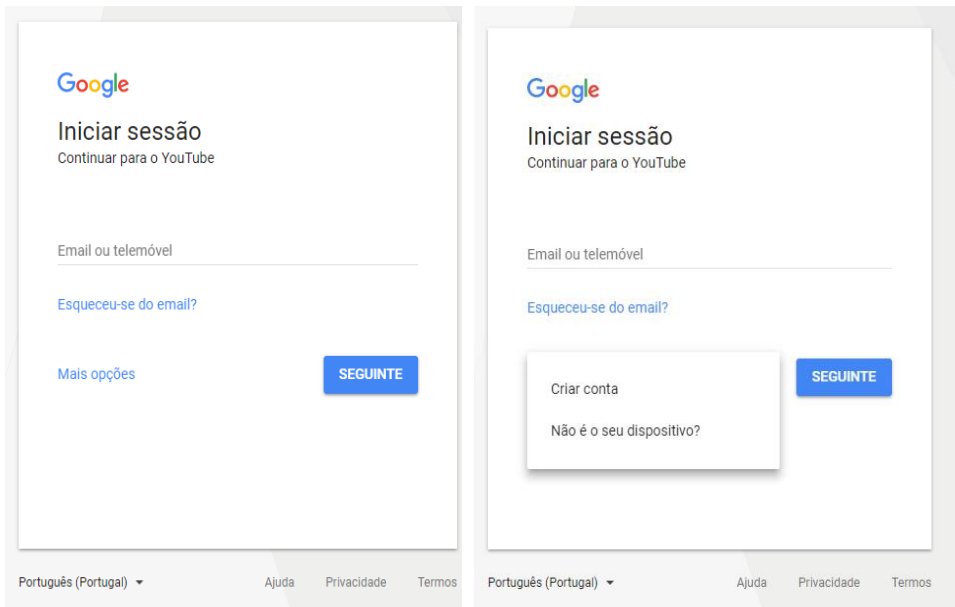 Google
Iniciar sessão
Continuar para o YouTube
Email ou telemóvel
Esqueceu-se do email?
Mais opções
SEGUINTE
Português (Portugal)
Ajuda
Privacidade
Termos
Google
Iniciar sessão
Continuar para o YouTube
Email ou telemóvel
Esqueceu-se do email?
Criar conta
Não é o seu dispositivo?
SEGUINTE
Português (Portugal)
Ajuda
Privacidade
Termos